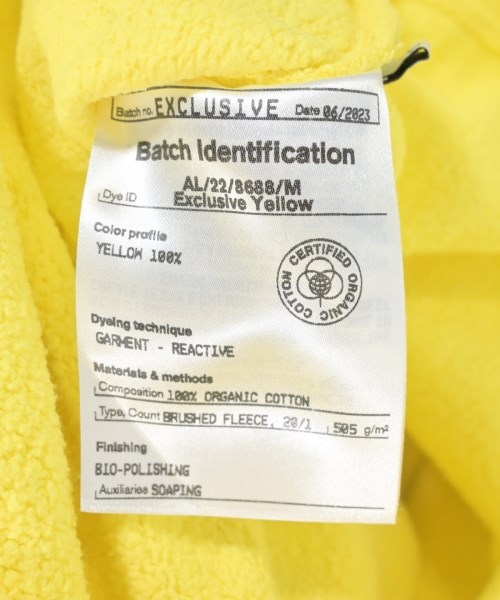 Batch no. EXCLUSIVE Date 06/2023
Batch Identification
AL/22/8688/M
Dye ID Exclusive Yellow
Color profile
YELLOW 100%
CERTIFIED ORGANIC COTTON
Dyeing technique
GARMENT - REACTIVE
Materials & methods
Composition 100% ORGANIC COTTON
Type, Count BRUSHED FLEECE, 20/1 505 g/m²
Finishing
BIO-POLISHING
Auxiliaries SOAPING